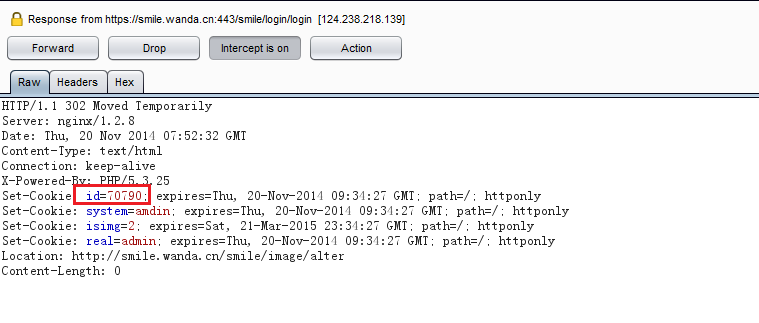 Response from https://smile.wanda.cn:443/smile/login/login [124.238.218.139]
Forward Drop Intercept is on Action
Raw Headers Hex
HTTP/1.1 302 Moved Temporarily
Server: nginx/1.2.8
Date: Thu, 20 Nov 2014 07:52:32 GMT
Content-Type: text/html
Connection: keep-alive
X-Powered-By: PHP/5.3.25
Set-Cookie: id=70790; expires=Thu, 20-Nov-2014 09:34:27 GMT; path=/; httponly
Set-Cookie: system=amdin; expires=Thu, 20-Nov-2014 09:34:27 GMT; path=/; httponly
Set-Cookie: isimg=2; expires=Sat, 21-Mar-2015 23:34:27 GMT; path=/; httponly
Set-Cookie: real=admin; expires=Thu, 20-Nov-2014 09:34:27 GMT; path=/; httponly
Location: http://smile.wanda.cn/smile/image/alter
Content-Length: 0